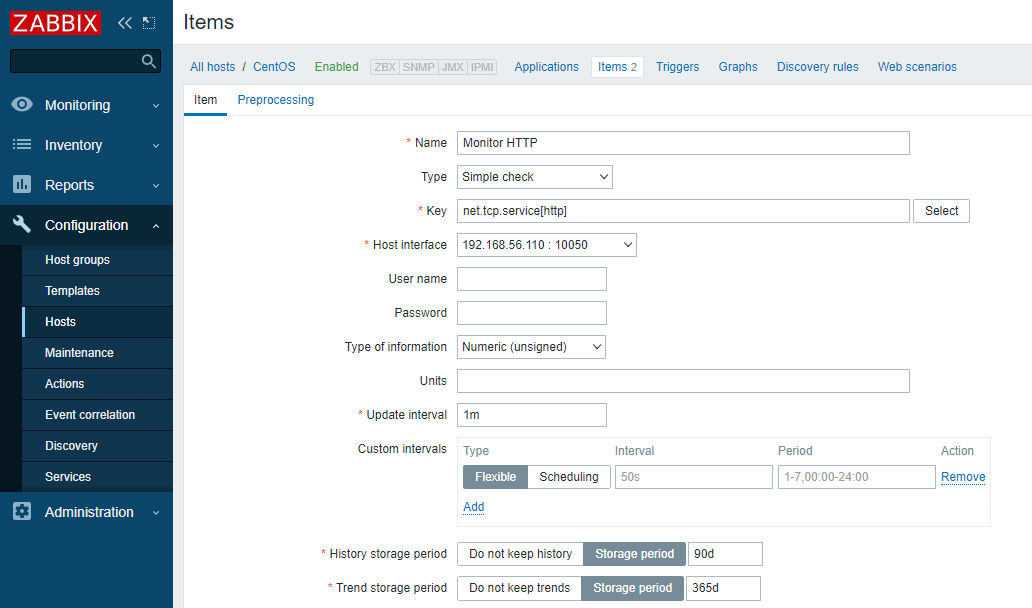 ZABBIX
Items
All hosts / CentOS Enabled ZBX SNMP JMX IPMI Applications Items 2 Triggers Graphs Discovery rules Web scenarios
Item Preprocessing
Monitoring
Inventory
Reports
Configuration
Host groups
Templates
Hosts
Maintenance
Actions
Event correlation
Discovery
Services
Administration
* Name Monitor HTTP
Type Simple check
* Key net.tcp.service[http] Select
* Host interface 192.168.56.110 : 10050
User name
Password
Type of information Numeric (unsigned)
Units
* Update interval 1m
Custom intervals Type Interval Period Action
Flexible Scheduling 50s 1-7,00:00-24:00 Remove
Add
* History storage period Do not keep history Storage period 90d
* Trend storage period Do not keep trends Storage period 365d